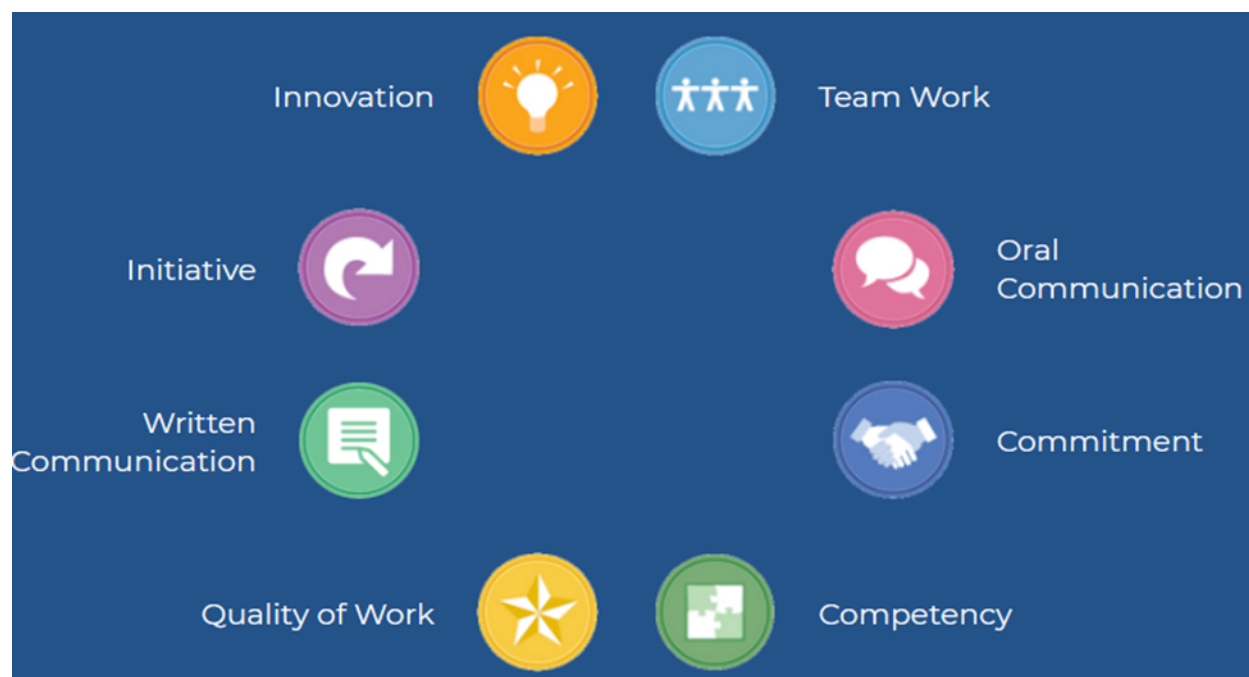 Innovation
Team Work
Initiative
Oral
Communication
Written
Communication
Commitment
Quality of Work
Competency